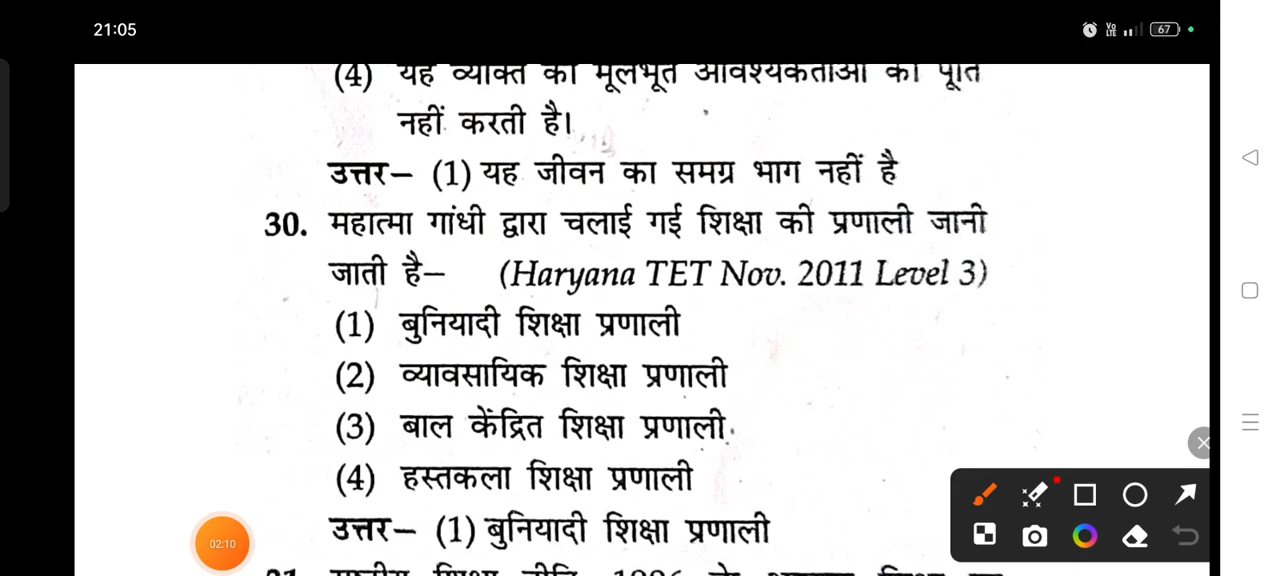 21:05
Vo LTE 67
(4) यह व्यक्ति की मूलभूत आवश्यकताओं की पूर्ति
नहीं करती है।
उत्तर– (1) यह जीवन का समग्र भाग नहीं है
30. महात्मा गांधी द्वारा चलाई गई शिक्षा की प्रणाली जानी
जाती है– (Haryana TET Nov. 2011 Level 3)
(1) बुनियादी शिक्षा प्रणाली
(2) व्यावसायिक शिक्षा प्रणाली
(3) बाल केंद्रित शिक्षा प्रणाली.
(4) हस्तकला शिक्षा प्रणाली
02:10
उत्तर– (1) बुनियादी शिक्षा प्रणाली